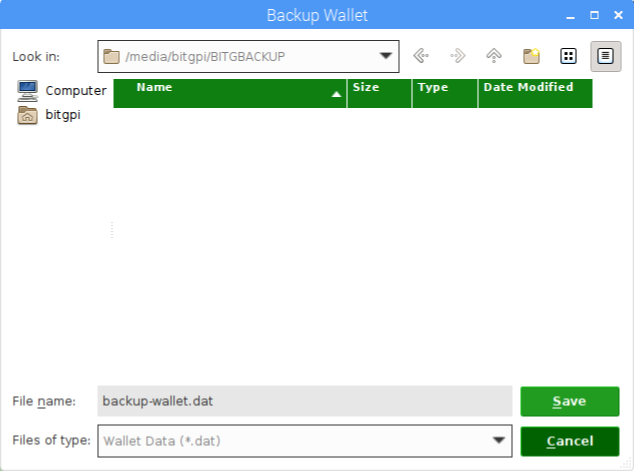 Backup Wallet
Look in:
/media/bitgpi/BITGBACKUP
Computer
bitgpi
Name Size Type Date Modified
File name: backup-wallet.dat Save
Files of type: Wallet Data (*.dat) Cancel